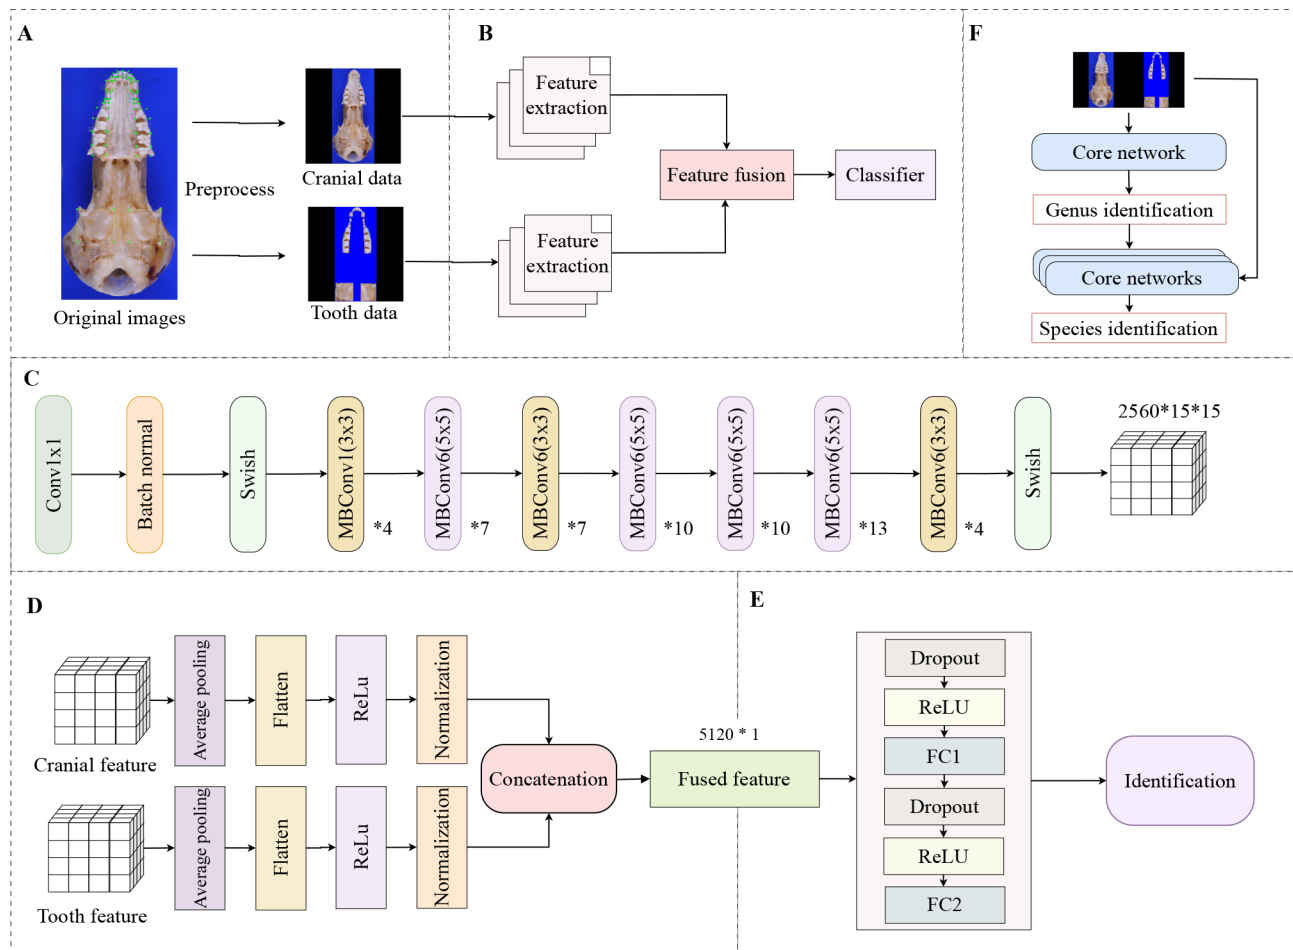 A
Original images
Preprocess
Cranial data
Tooth data
B
Feature
extraction
Feature
extraction
Feature fusion
Classifier
F
Core network
Genus identification
Core networks
Species identification
C
Conv1x1
Batch normal
Swish
MBConv1(3x3)
*4
MBConv6(5x5)
*7
MBConv6(3x3)
*7
MBConv6(5x5)
*10
MBConv6(5x5)
*10
MBConv6(5x5)
*13
MBConv6(3x3)
*4
Swish
2560*15*15
D
Cranial feature
Average pooling
Flatten
ReLu
Normalization
Tooth feature
Average pooling
Flatten
ReLu
Normalization
Concatenation
5120 * 1
Fused feature
E
Dropout
ReLU
FC1
Dropout
ReLU
FC2
Identification